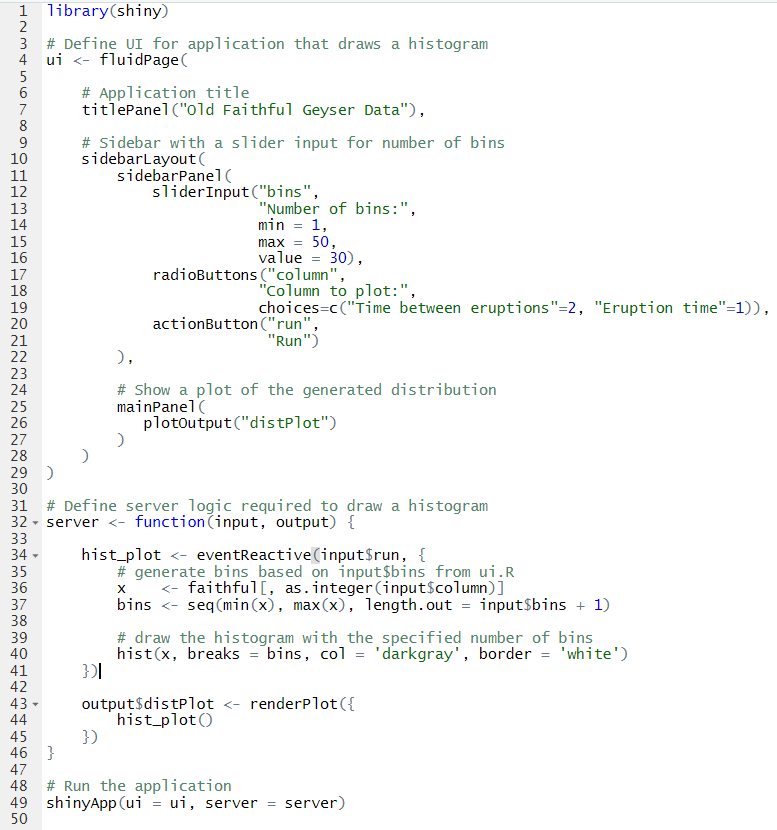 1 library(shiny)
2
3 # Define UI for application that draws a histogram
4 ui <- fluidPage(
5
6     # Application title
7     titlePanel("Old Faithful Geyser Data"),
8
9     # Sidebar with a slider input for number of bins
10     sidebarLayout(
11         sidebarPanel(
12             sliderInput("bins",
13                         "Number of bins:",
14                         min = 1,
15                         max = 50,
16                         value = 30),
17             radioButtons("column",
18                         "Column to plot:",
19                         choices=c("Time between eruptions"=2, "Eruption time"=1)),
20             actionButton("run",
21                          "Run")
22         ),
23
24         # Show a plot of the generated distribution
25         mainPanel(
26            plotOutput("distPlot")
27         )
28     )
29 )
30
31 # Define server logic required to draw a histogram
32 server <- function(input, output) {
33
34     hist_plot <- eventReactive(input$run, {
35         # generate bins based on input$bins from ui.R
36         x    <- faithful[, as.integer(input$column)]
37         bins <- seq(min(x), max(x), length.out = input$bins + 1)
38
39         # draw the histogram with the specified number of bins
40         hist(x, breaks = bins, col = 'darkgray', border = 'white')
41     })
42
43     output$distPlot <- renderPlot({
44         hist_plot()
45     })
46 }
47
48 # Run the application
49 shinyApp(ui = ui, server = server)
50